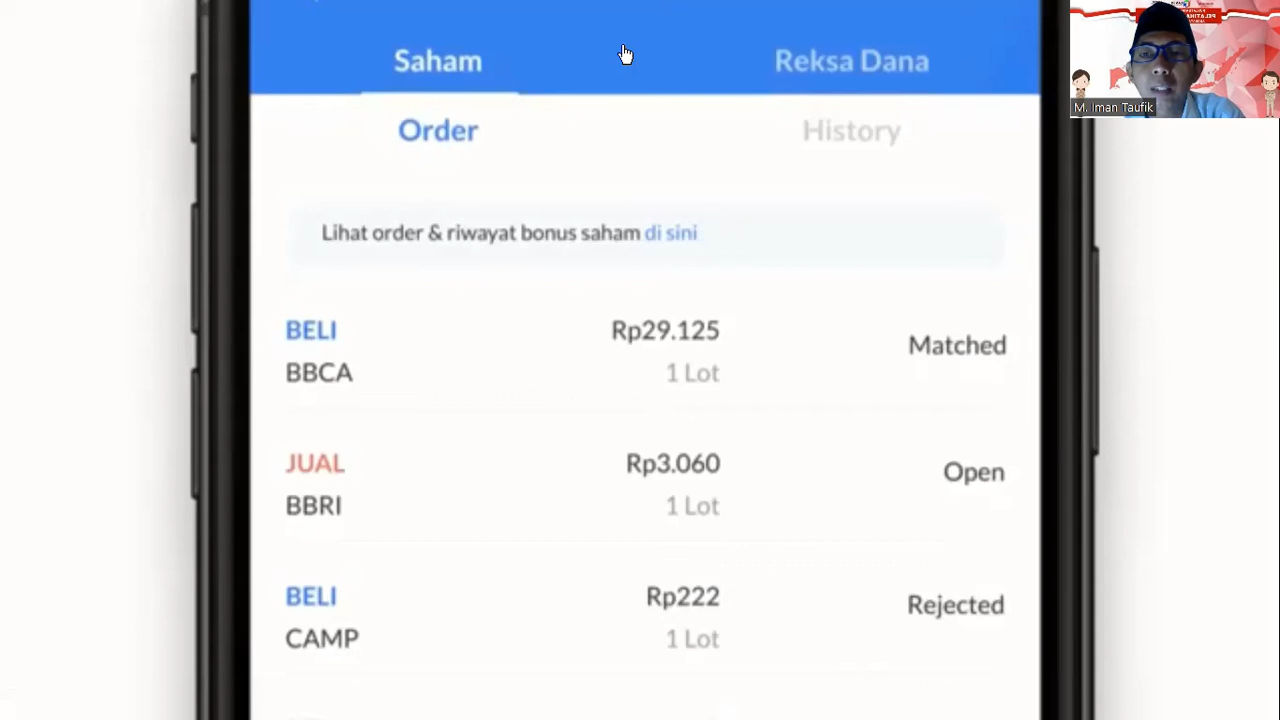 Saham
Reksa Dana
Order
History
Lihat order & riwayat bonus saham di sini
BELI
Rp29.125
Matched
BBCA
1 Lot
JUAL
Rp3.060
Open
BBRI
1 Lot
BELI
Rp222
Rejected
CAMP
1 Lot
M. Iman Taufik